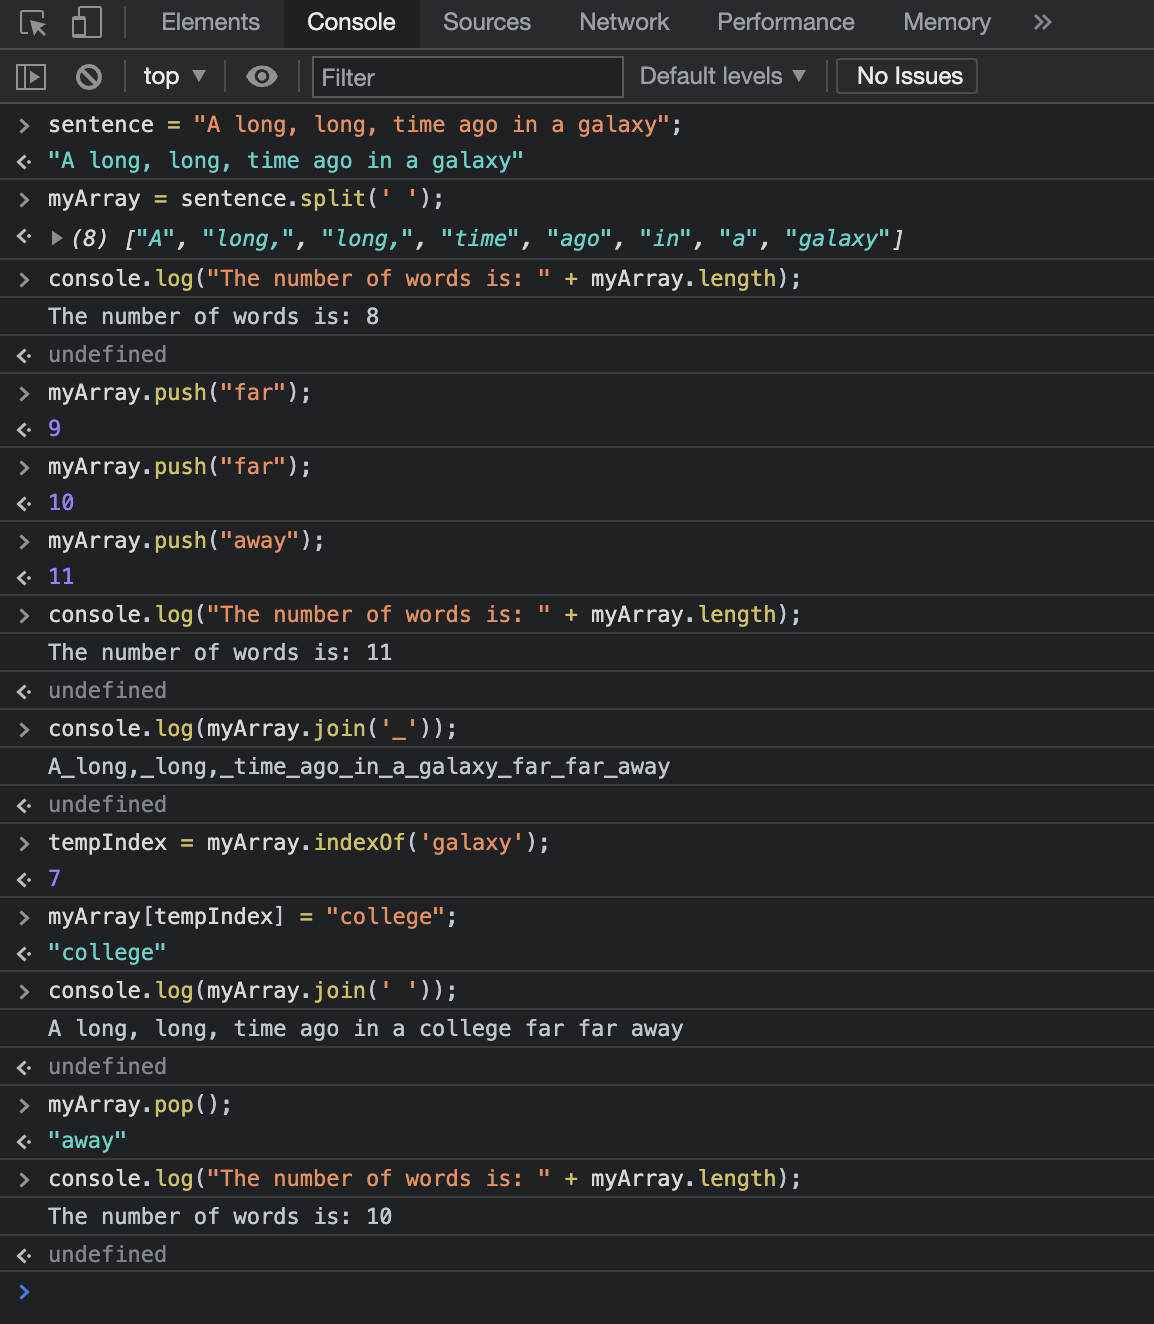 Elements Console Sources Network Performance Memory »
top ▼ Filter Default levels ▼ No Issues
> sentence = "A long, long, time ago in a galaxy";
"A long, long, time ago in a galaxy"
> myArray = sentence.split(' ');
▶ (8) ["A", "long,", "long,", "time", "ago", "in", "a", "galaxy"]
> console.log("The number of words is: " + myArray.length);
The number of words is: 8
undefined
> myArray.push("far");
9
> myArray.push("far");
10
> myArray.push("away");
11
> console.log("The number of words is: " + myArray.length);
The number of words is: 11
undefined
> console.log(myArray.join('_'));
A_long,_long,_time_ago_in_a_galaxy_far_far_away
undefined
> tempIndex = myArray.indexOf('galaxy');
7
> myArray[tempIndex] = "college";
"college"
> console.log(myArray.join(' '));
A long, long, time ago in a college far far away
undefined
> myArray.pop();
"away"
> console.log("The number of words is: " + myArray.length);
The number of words is: 10
undefined
>